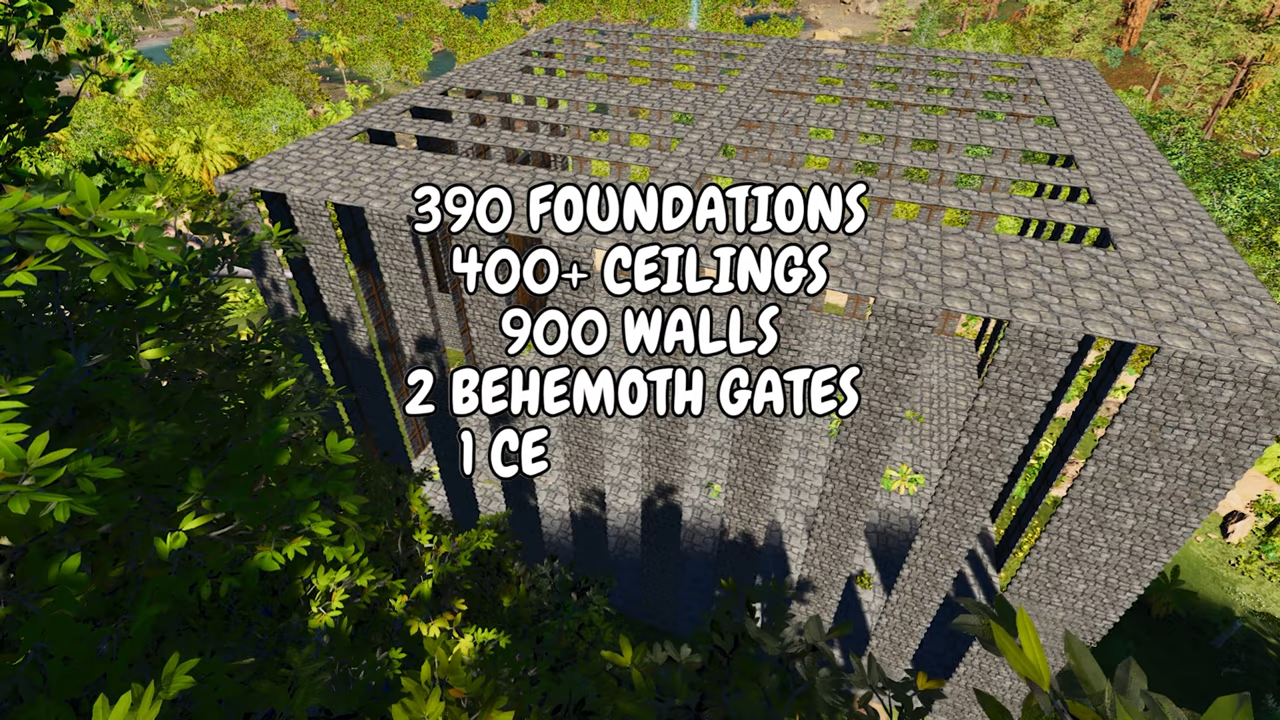 390 FOUNDATIONS
400+ CEILINGS
900 WALLS
2 BEHEMOTH GATES
1 CE